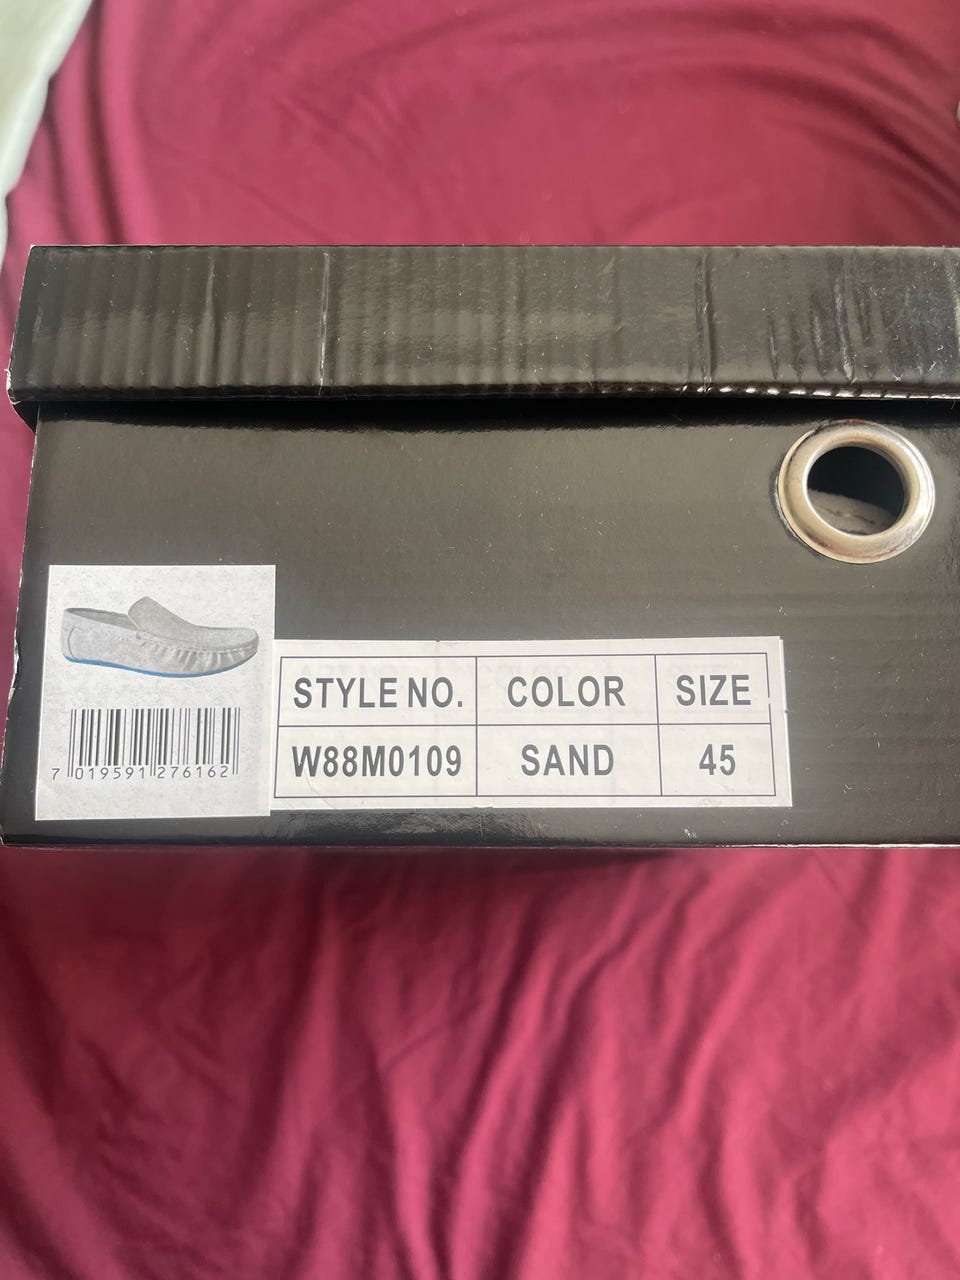 STYLE NO. COLOR SIZE
W88M0109 SAND 45
7 019591 276162